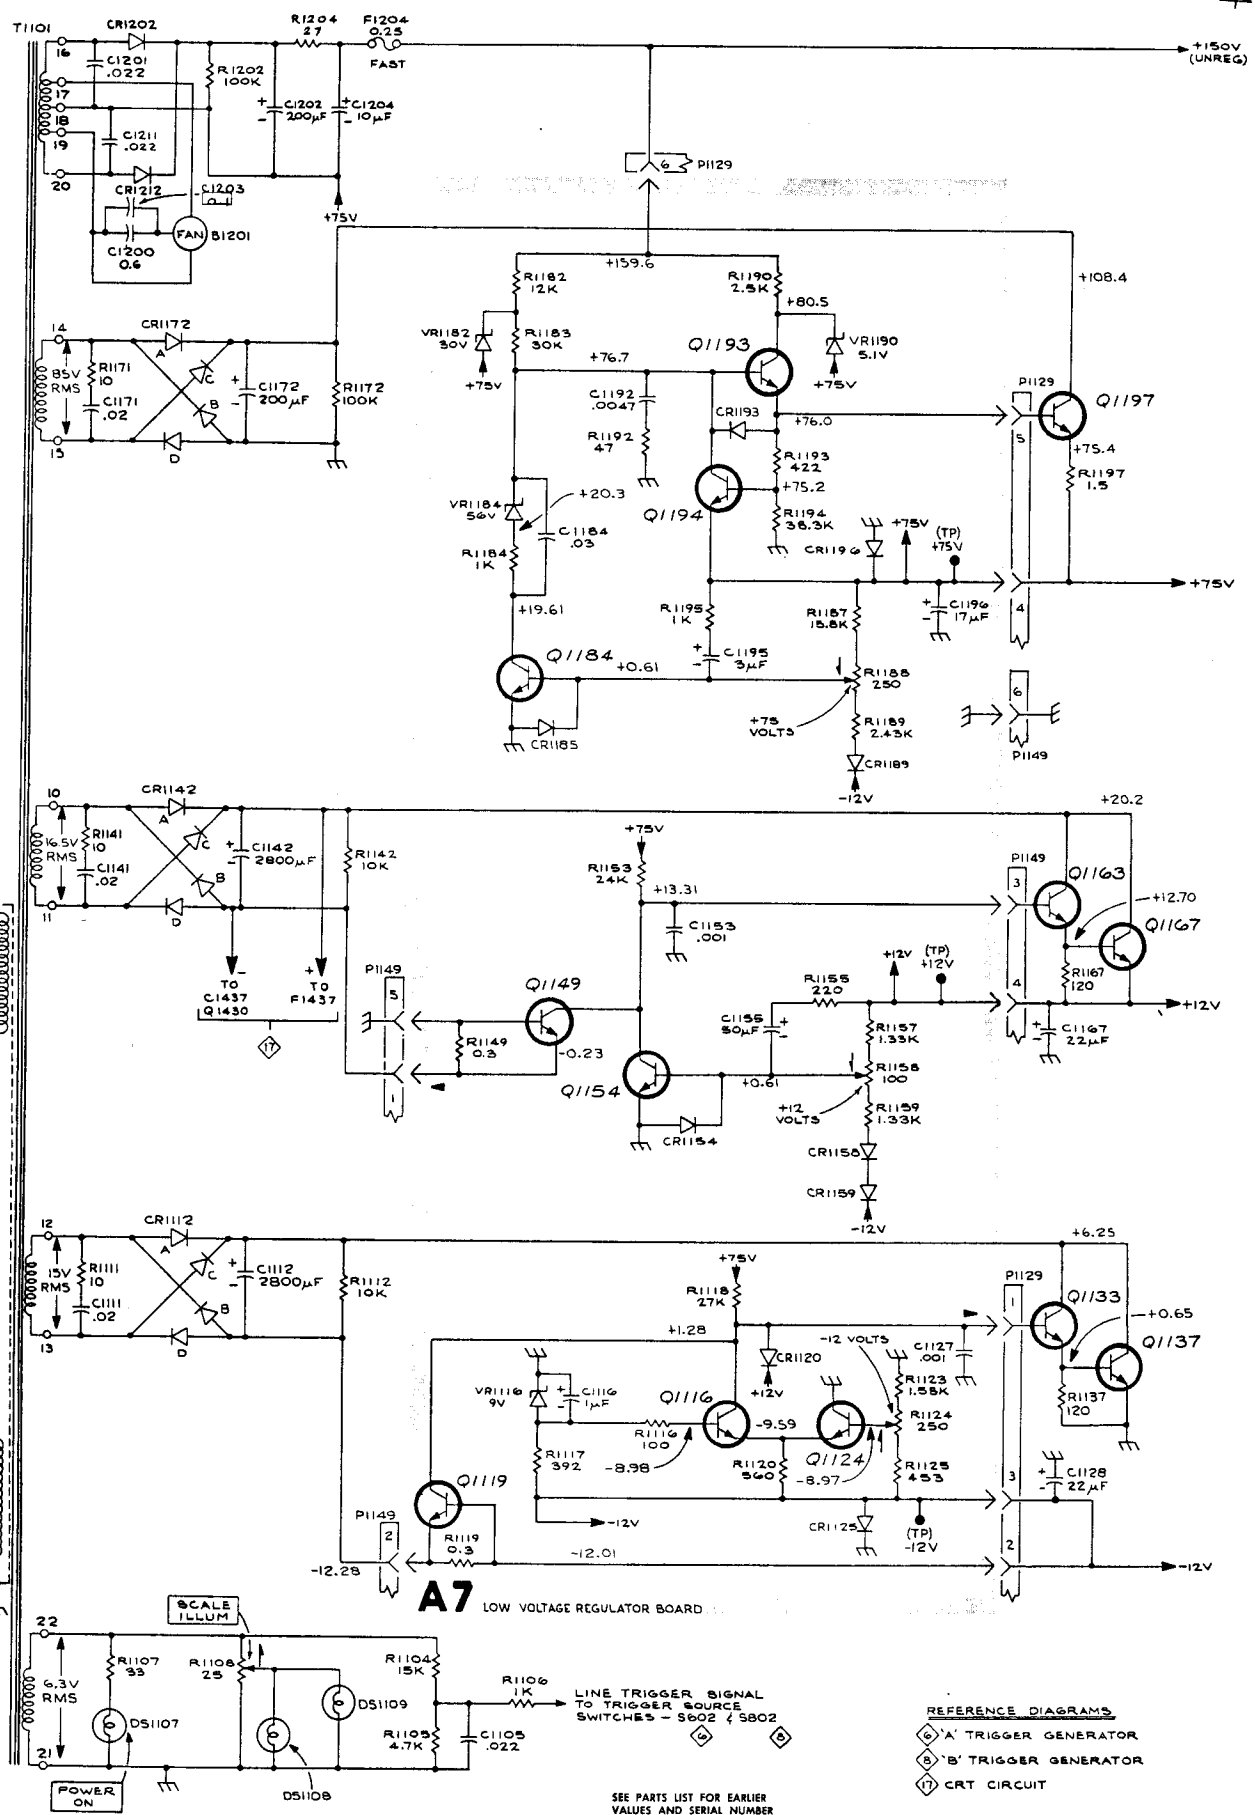 T1101
CR1202
R1204
27
F1204
0.25
FAST
+150V
(UNREG)
16
C1201
.022
R1202
100K
17
18
19
C1202
200µF
C1204
10µF
C1211
.022
20
CR1212
C1203
0.1
+75V
FAN
B1201
C1200
0.6
6
P1129
+159.6
R1182
12K
R1190
2.5K
+108.4
+80.5
14
CR1172
A
VR1182
30V
R1183
30K
Q1193
VR1190
5.1V
85V
RMS
R1171
10
C
+75V
+76.7
+75V
C1171
.02
B
C1172
200µF
R1172
100K
C1192
.0047
P1129
Q1197
CR1193
+76.0
15
D
R1192
47
R1193
422
5
+75.4
R1197
1.5
+75.2
VR1184
56V
+20.3
Q1194
R1194
38.3K
C1184
.03
+75V
(TP)
+75V
R1184
1K
CR1196
+75V
+19.61
R1195
1K
R1187
15.8K
C1196
17µF
4
Q1184
+0.61
C1195
3µF
R1188
250
6
+75
VOLTS
R1189
2.43K
CR1185
P1149
CR1189
-12V
10
CR1142
A
+20.2
16.5V
RMS
R1141
10
C
C1142
2800µF
R1142
10K
+75V
C1141
.02
B
R1153
24K
P1149
Q1163
+13.31
3
+12.70
11
D
C1153
.001
Q1167
-
TO
C1437
Q1430
+
TO
F1437
17
P1149
5
Q1149
R1155
220
+12V
(TP)
+12V
R1167
120
4
+12V
C1155
50µF
R1157
1.33K
C1167
22µF
R1149
0.3
-0.23
R1158
100
Q1154
+0.61
1
+12
VOLTS
R1159
1.33K
CR1154
CR1158
CR1159
-12V
12
CR1112
A
+6.25
15V
RMS
R1111
10
C
C1112
2800µF
R1112
10K
+75V
P1129
C1111
.02
B
R1118
27K
1
Q1133
+1.28
-12 VOLTS
+0.65
13
D
C1127
.001
Q1137
CR1120
+12V
R1123
1.58K
VR1116
9V
C1116
1µF
Q1116
R1137
120
-9.59
R1124
250
R1116
100
R1117
392
-8.98
R1120
560
Q1124
-8.97
R1125
453
3
C1128
22µF
Q1119
P1149
2
-12V
CR1125
(TP)
-12V
R1119
0.3
-12.01
2
-12.28
-12V
A7 LOW VOLTAGE REGULATOR BOARD
SCALE
ILLUM
22
R1107
33
R1108
25
R1104
15K
6.3V
RMS
R1106
1K
LINE TRIGGER SIGNAL
TO TRIGGER SOURCE
SWITCHES - S602 & S802
6
8
DS1109
DS1107
R1105
4.7K
C1105
.022
21
POWER
ON
DS1108
REFERENCE DIAGRAMS
6 'A' TRIGGER GENERATOR
8 'B' TRIGGER GENERATOR
17 CRT CIRCUIT
SEE PARTS LIST FOR EARLIER
VALUES AND SERIAL NUMBER